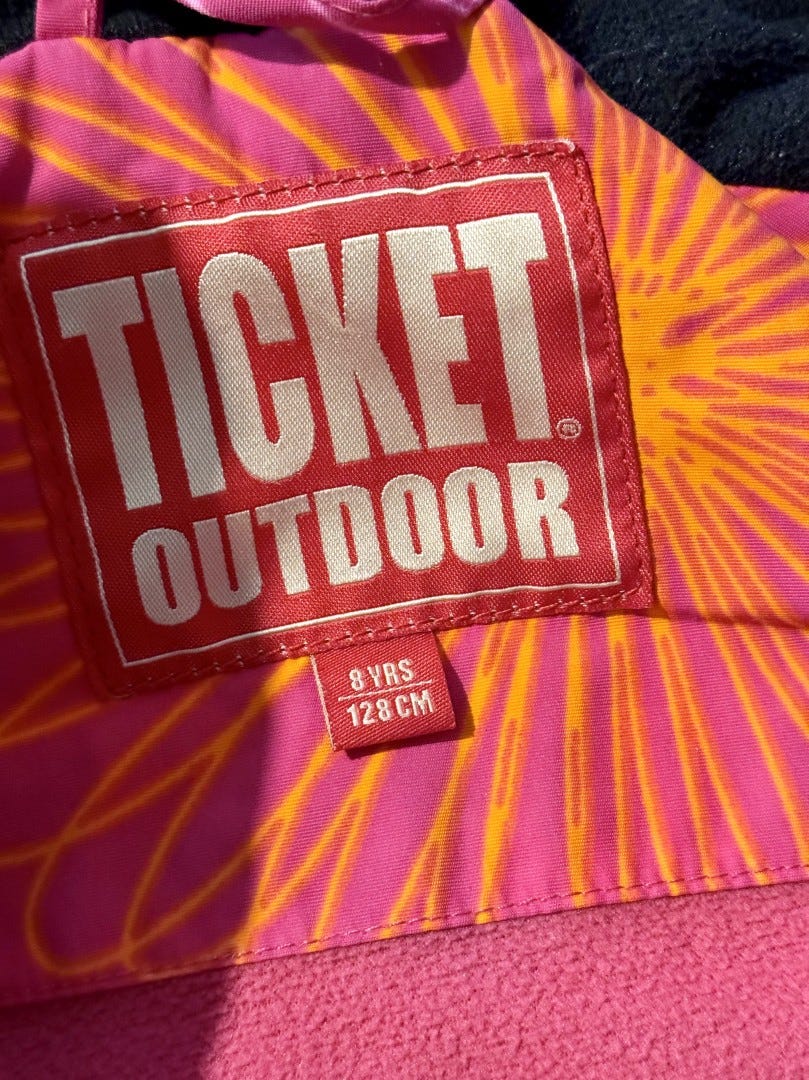 TICKET®
OUTDOOR
8 YRS
128 CM